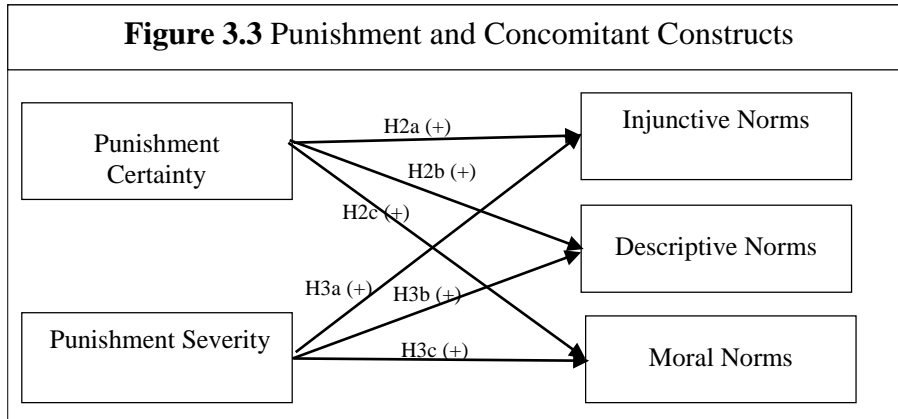 Figure 3.3 Punishment and Concomitant Constructs
Punishment
Certainty
Punishment Severity
H2a (+)
H2b (+)
H2c (+)
H3a (+)
H3b (+)
H3c (+)
Injunctive Norms
Descriptive Norms
Moral Norms